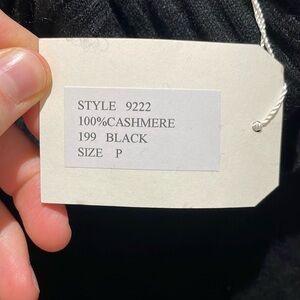 STYLE 9222
100%CASHMERE
199 BLACK
SIZE P